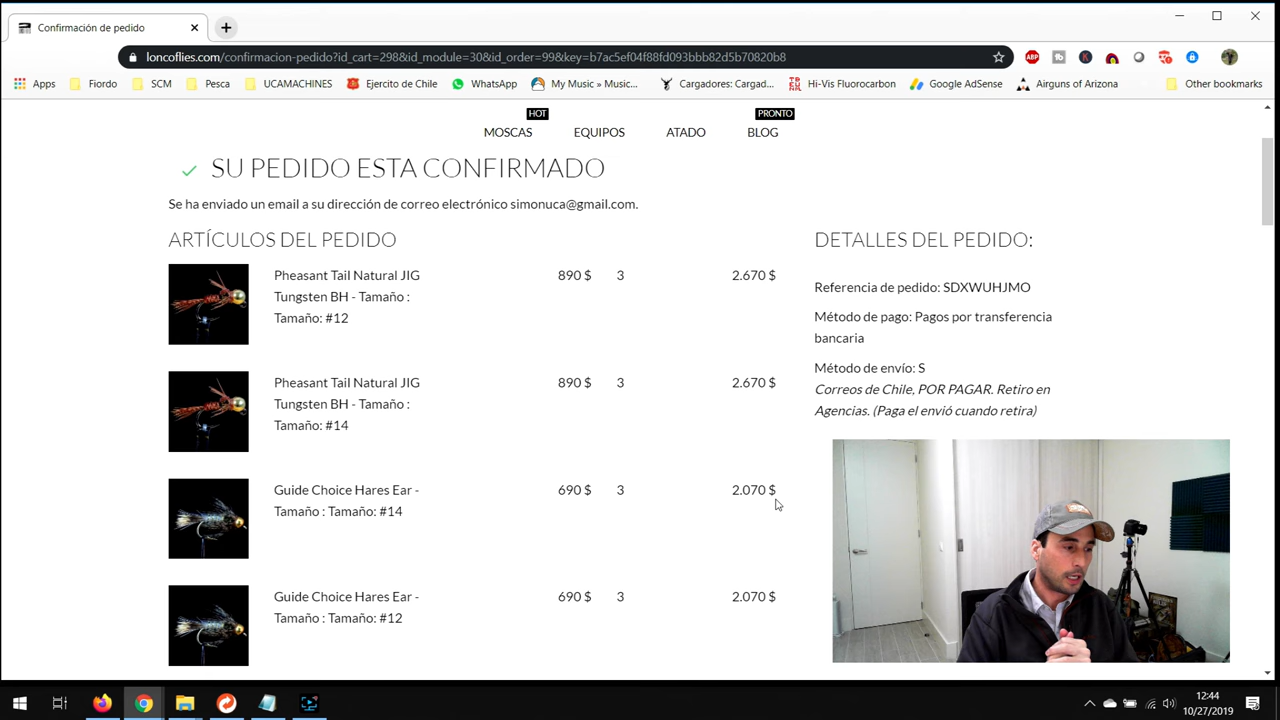 Confirmación de pedido
loncoflies.com/confirmacion-pedido?id_cart=298&id_module=30&id_order=99&key=b7ac5ef04f88fd093bbb82d5b70820b8
ABP
Apps Fiordo SCM Pesca UCAMACHINES Ejercito de Chile WhatsApp My Music » Music... Cargadores: Cargad... Hi-Vis Fluorocarbon Google AdSense Airguns of Arizona Other bookmarks
HOT PRONTO
MOSCAS EQUIPOS ATADO BLOG
SU PEDIDO ESTA CONFIRMADO
Se ha enviado un email a su dirección de correo electrónico simonuca@gmail.com.
ARTÍCULOS DEL PEDIDO
Pheasant Tail Natural JIG 890 $ 3 2.670 $
Tungsten BH - Tamaño :
Tamaño: #12
Pheasant Tail Natural JIG 890 $ 3 2.670 $
Tungsten BH - Tamaño :
Tamaño: #14
Guide Choice Hares Ear - 690 $ 3 2.070 $
Tamaño : Tamaño: #14
Guide Choice Hares Ear - 690 $ 3 2.070 $
Tamaño : Tamaño: #12
DETALLES DEL PEDIDO:
Referencia de pedido: SDXWUHJMO
Método de pago: Pagos por transferencia
bancaria
Método de envío: S
Correos de Chile, POR PAGAR. Retiro en
Agencias. (Paga el envió cuando retira)
12:44
10/27/2019